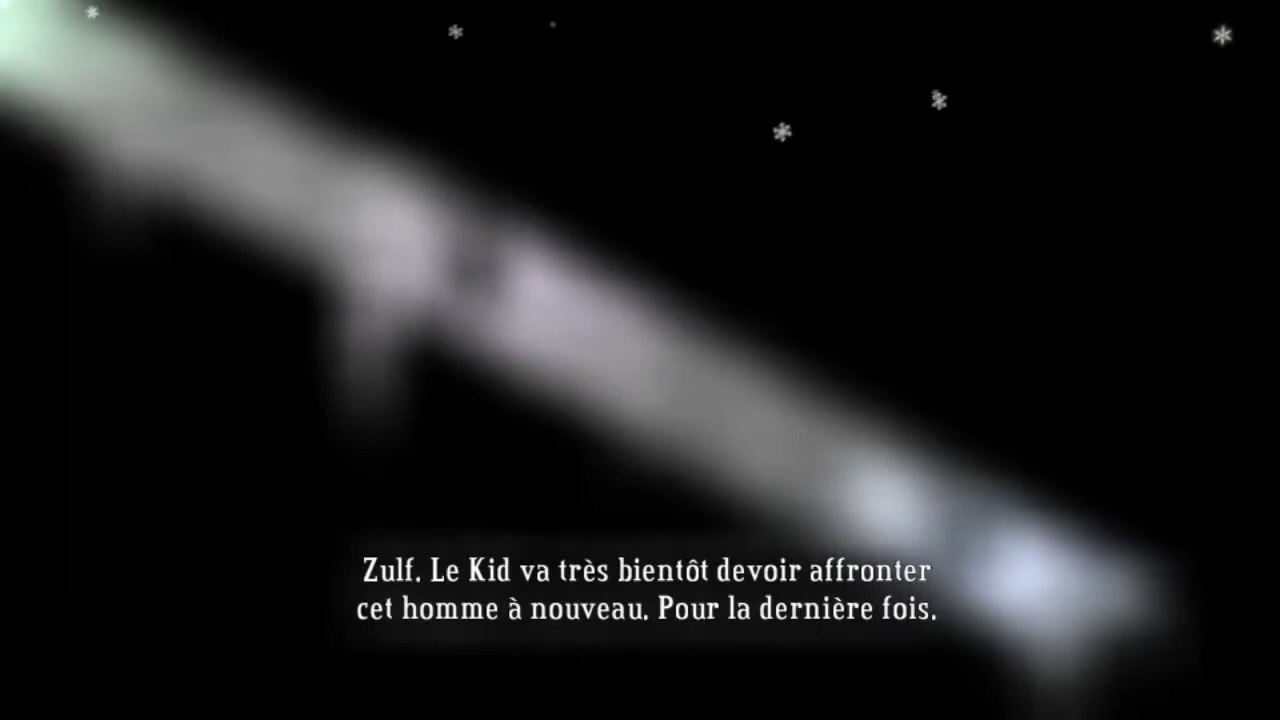 Zulf. Le Kid va très bientôt devoir affronter
cet homme à nouveau. Pour la dernière fois.